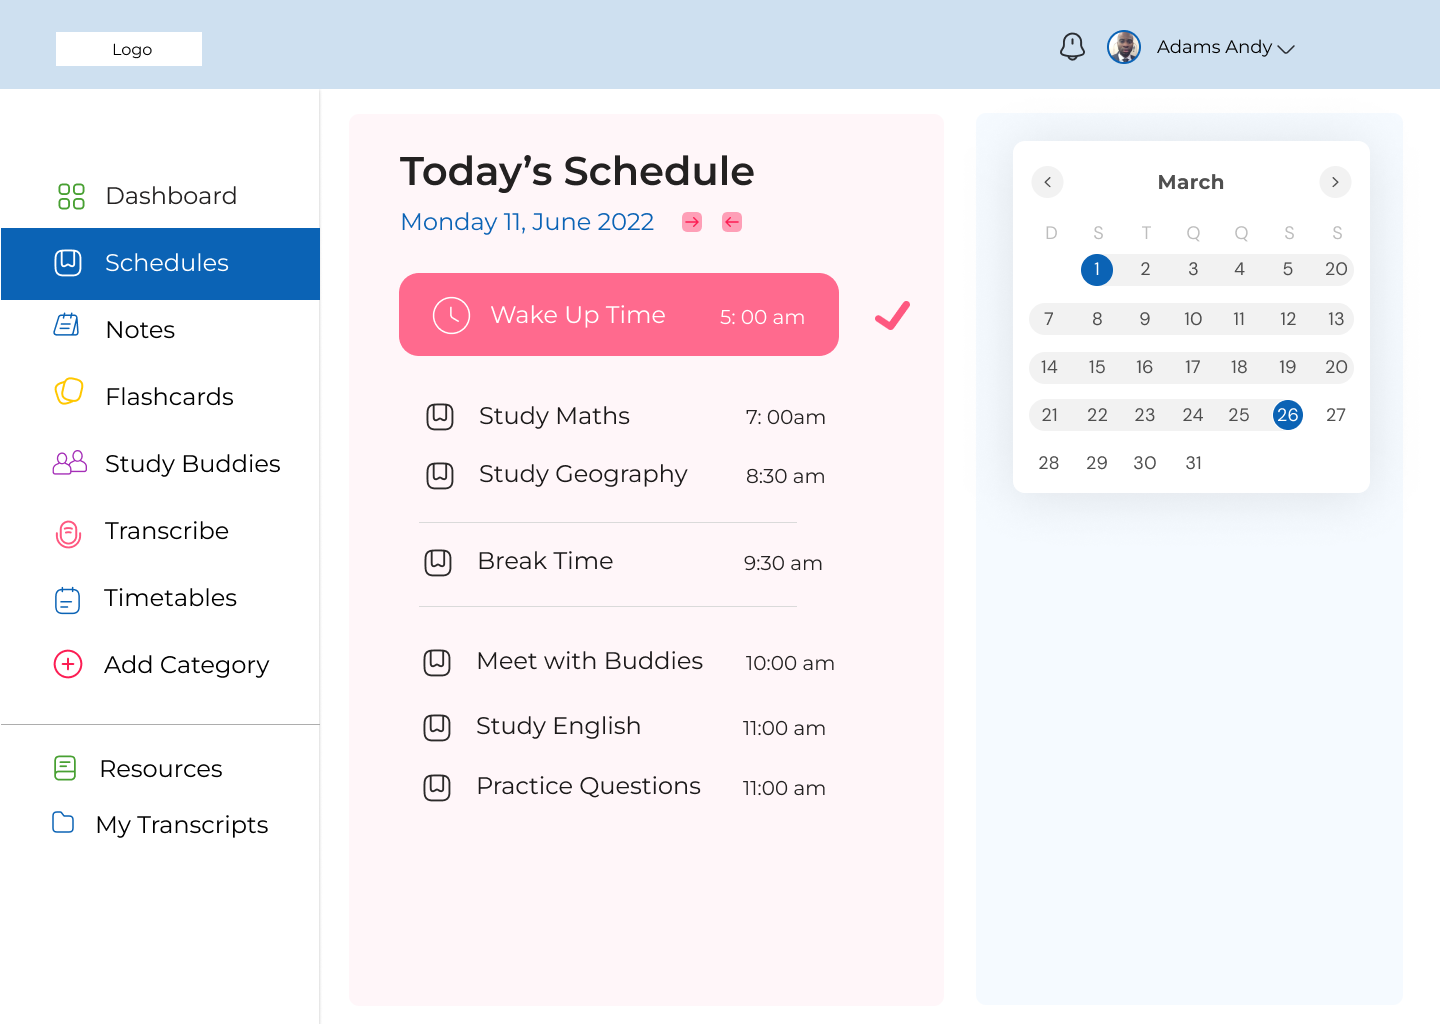 Logo
Adams Andy
Dashboard
Schedules
Notes
Flashcards
Study Buddies
Transcribe
Timetables
Add Category
Resources
My Transcripts
Today’s Schedule
Monday 11, June 2022
Wake Up Time 5: 00 am
Study Maths 7: 00am
Study Geography 8:30 am
Break Time 9:30 am
Meet with Buddies 10:00 am
Study English 11:00 am
Practice Questions 11:00 am
March
D S T Q Q S S
1 2 3 4 5 20
7 8 9 10 11 12 13
14 15 16 17 18 19 20
21 22 23 24 25 26 27
28 29 30 31